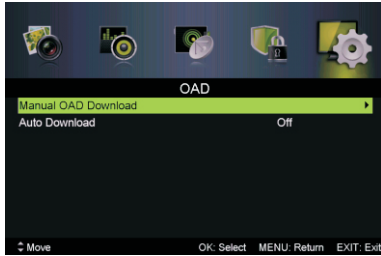 OAD
Manual OAD Download
Auto Download Off
Move OK: Select MENU: Return EXIT: Exit